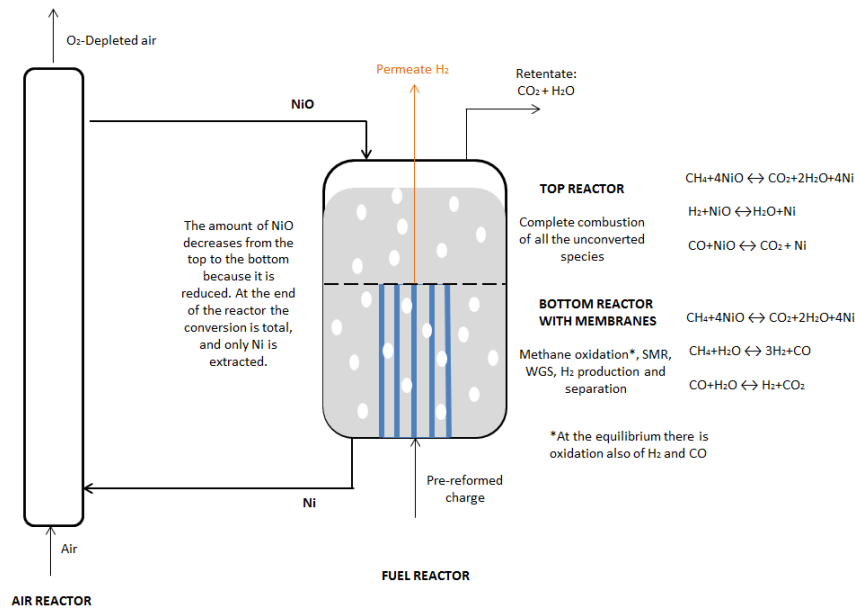 O₂-Depleted air
Permeate H₂
Retentate:
CO₂ + H₂O
NiO
The amount of NiO
decreases from the
top to the bottom
because it is
reduced. At the end
of the reactor the
conversion is total,
and only Ni is
extracted.
TOP REACTOR
Complete combustion
of all the unconverted
species
CH₄+4NiO ↔ CO₂+2H₂O+4Ni
H₂+NiO ↔H₂O+Ni
CO+NiO ↔ CO₂ + Ni
BOTTOM REACTOR
WITH MEMBRANES
Methane oxidation*, SMR,
WGS, H₂ production and
separation
CH₄+4NiO ↔ CO₂+2H₂O+4Ni
CH₄+H₂O ↔ 3H₂+CO
CO+H₂O ↔ H₂+CO₂
*At the equilibrium there is
oxidation also of H₂ and CO
Ni
Pre-reformed
charge
Air
FUEL REACTOR
AIR REACTOR